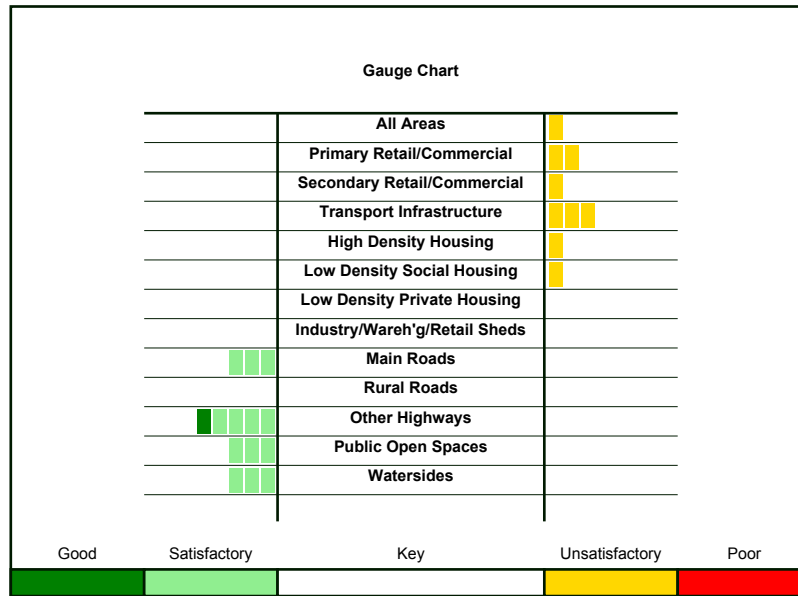 Gauge Chart
All Areas
Primary Retail/Commercial
Secondary Retail/Commercial
Transport Infrastructure
High Density Housing
Low Density Social Housing
Low Density Private Housing
Industry/Wareh'g/Retail Sheds
Main Roads
Rural Roads
Other Highways
Public Open Spaces
Watersides
Good Satisfactory Key Unsatisfactory Poor